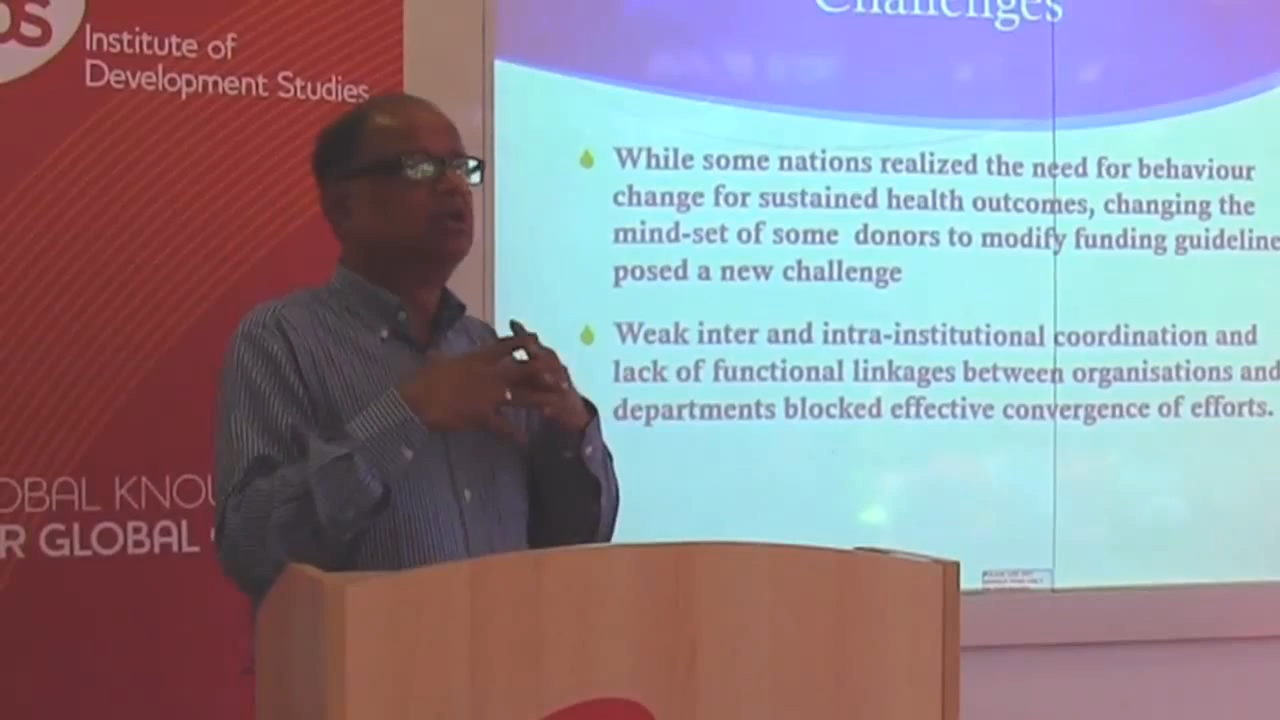 Institute of
Development Studies
OBAL KNOW
R GLOBAL
Challenges
While some nations realized the need for behaviour
change for sustained health outcomes, changing the
mind-set of some donors to modify funding guideline
posed a new challenge
Weak inter and intra-institutional coordination and
lack of functional linkages between organisations and
departments blocked effective convergence of efforts.